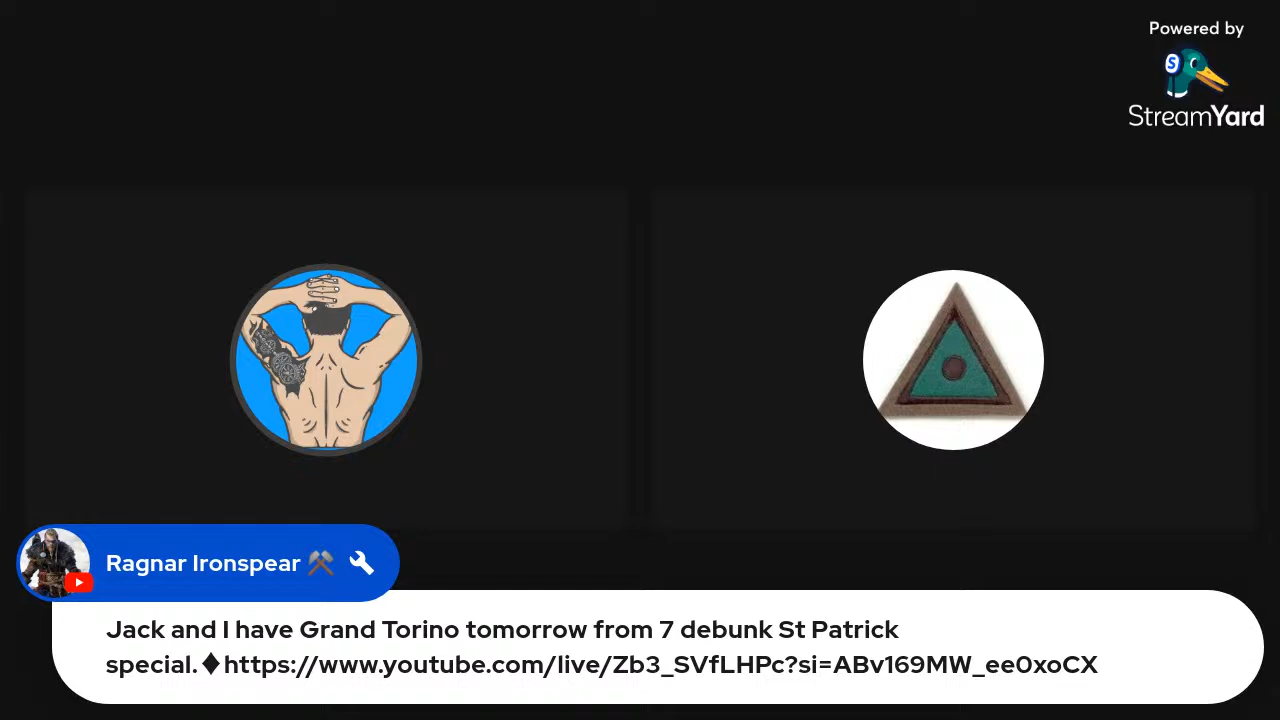 Powered by
StreamYard
Ragnar Ironspear ⚒ 
Jack and I have Grand Torino tomorrow from 7 debunk St Patrick
special.♦https://www.youtube.com/live/Zb3_SVfLHPc?si=ABv169MW_ee0xoCX